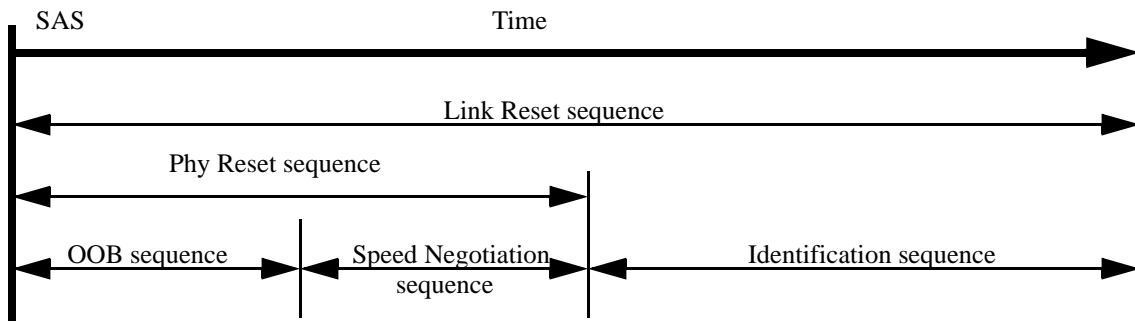 SAS
Time
Link Reset sequence
Phy Reset sequence
OOB sequence
Speed Negotiation
sequence
Identification sequence